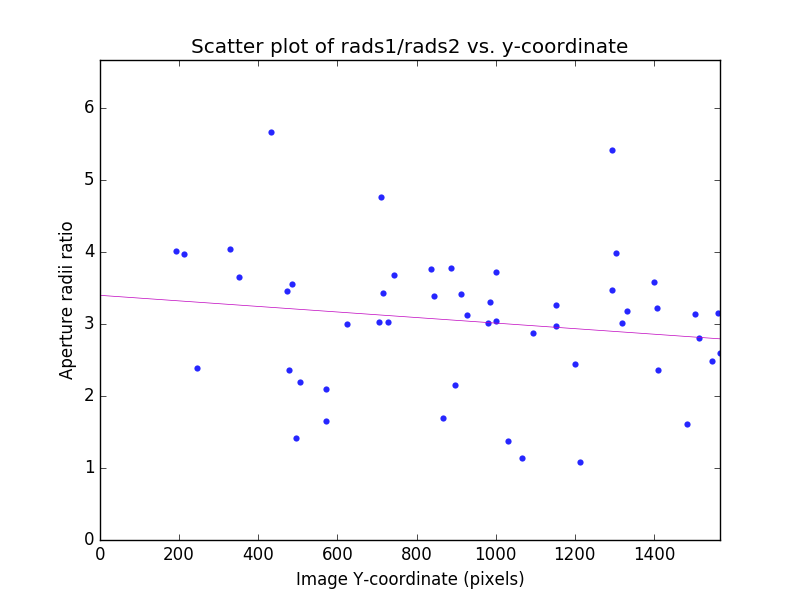 Scatter plot of rads1/rads2 vs. y-coordinate
6
5
4
3
2
1
0
Aperture radii ratio
0 200 400 600 800 1000 1200 1400
Image Y-coordinate (pixels)